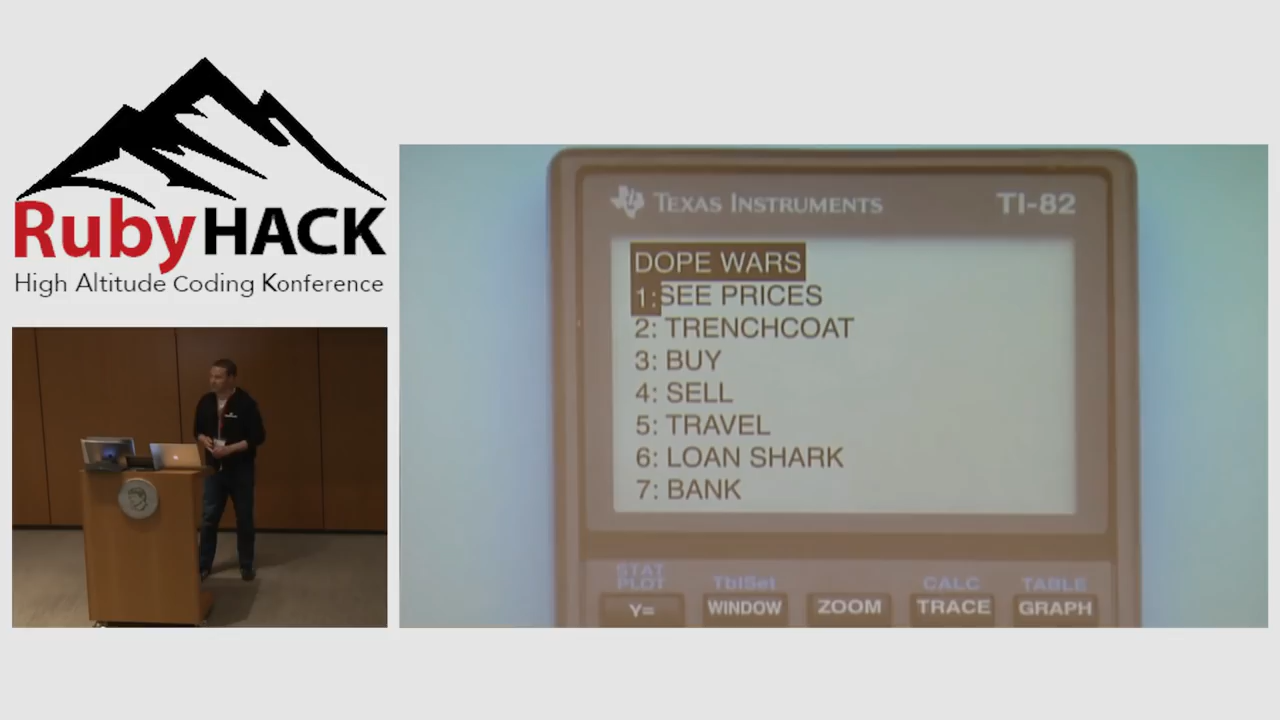 RubyHACK
High Altitude Coding Konference
TEXAS INSTRUMENTS
TI-82
DOPE WARS
1:SEE PRICES
2: TRENCHCOAT
3: BUY
4: SELL
5: TRAVEL
6: LOAN SHARK
7: BANK
STAT
PLOT
TblSet
CALC
TABLE
Y=
WINDOW
ZOOM
TRACE
GRAPH